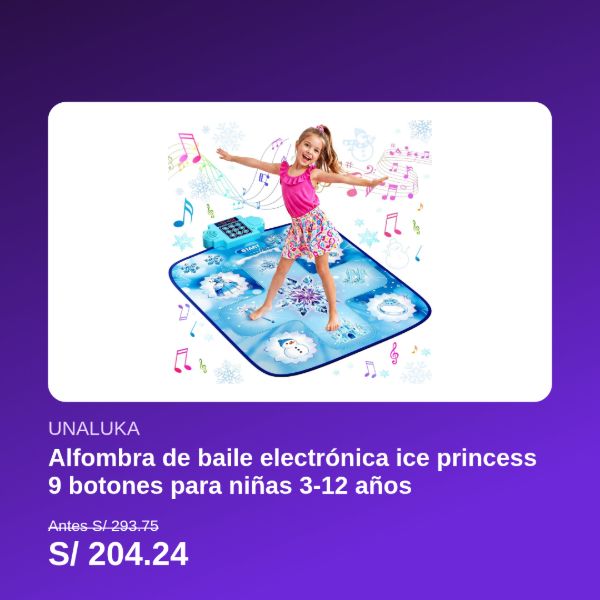 START
UNALUKA
Alfombra de baile electrónica ice princess
9 botones para niñas 3-12 años
Antes S/ 293.75
S/ 204.24